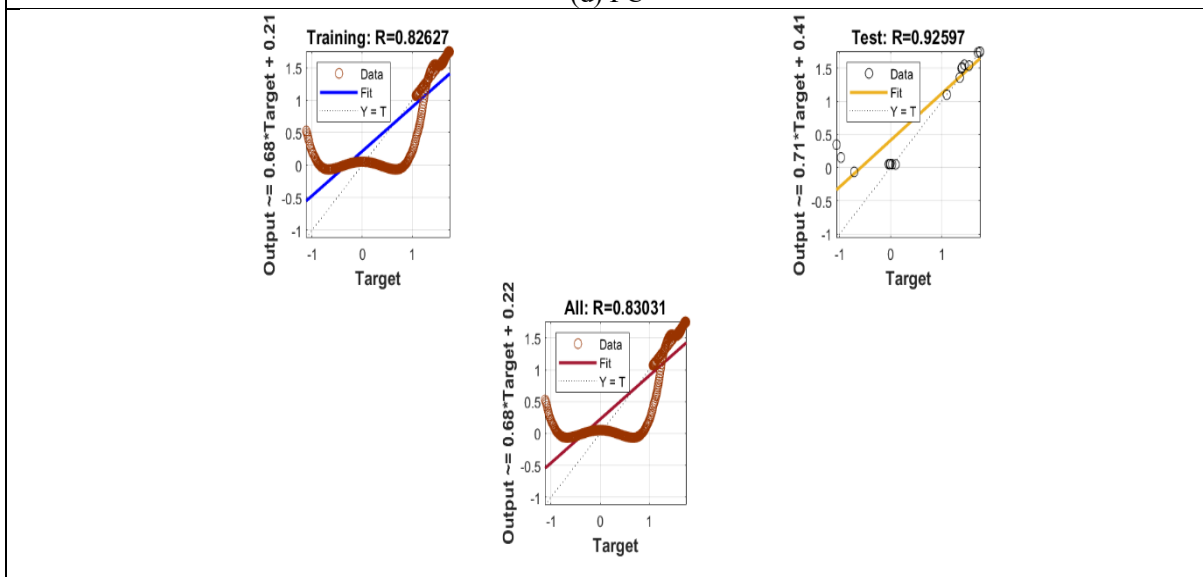 (d) FC
Training: R=0.82627
Output ~= 0.68*Target + 0.21
Data
Fit
Y = T
1.5
1
0.5
0
-0.5
-1
-1
0
1
Target
Test: R=0.92597
Output ~= 0.71*Target + 0.41
Data
Fit
Y = T
1.5
1
0.5
0
-0.5
-1
-1
0
1
Target
All: R=0.83031
Output ~= 0.68*Target + 0.22
Data
Fit
Y = T
1.5
1
0.5
0
-0.5
-1
-1
0
1
Target